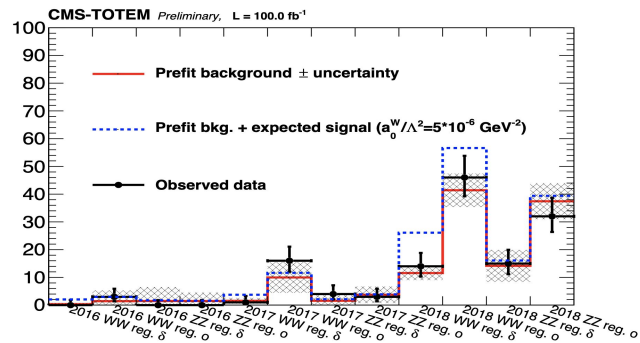 CMS-TOTEM Preliminary, L = 100.0 fb⁻¹
100
90
80
70
60
50
40
30
20
10
0
Prefit background ± uncertainty
Prefit bkg. + expected signal (a₀ᵂ/Λ²=5*10⁻⁶ GeV⁻²)
Observed data
2016 WW reg. δ
2016 WW reg. o
2016 ZZ reg. δ
2016 ZZ reg. o
2017 WW reg. δ
2017 WW reg. o
2017 ZZ reg. δ
2017 ZZ reg. o
2018 WW reg. δ
2018 WW reg. o
2018 ZZ reg. δ
2018 ZZ reg. o